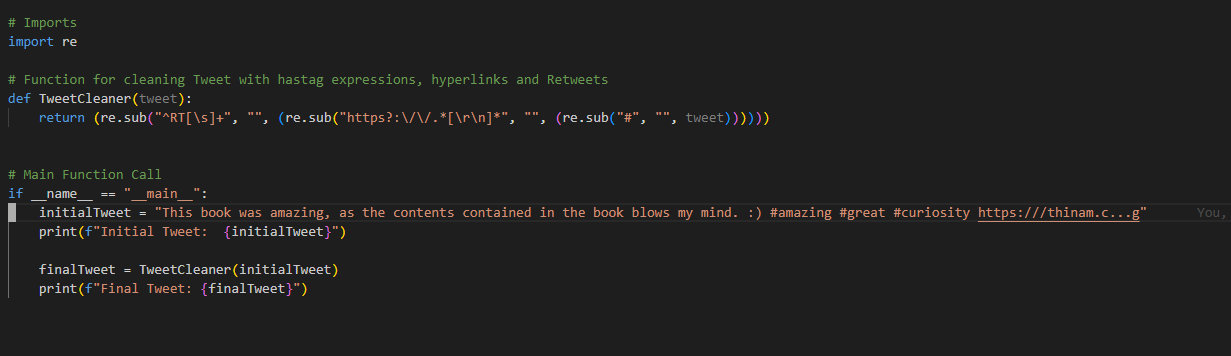 # Imports
import re
# Function for cleaning Tweet with hastag expressions, hyperlinks and Retweets
def TweetCleaner(tweet):
    return (re.sub("^RT[\s]+", "", (re.sub("https?:\/\/.*[\r\n]*", "", (re.sub("#", "", tweet))))))
# Main Function Call
if __name__ == "__main__":
    initialTweet = "This book was amazing, as the contents contained in the book blows my mind. :) #amazing #great #curiosity https:///thinam.c...g" You,
    print(f"Initial Tweet:  {initialTweet}")
    finalTweet = TweetCleaner(initialTweet)
    print(f"Final Tweet: {finalTweet}")